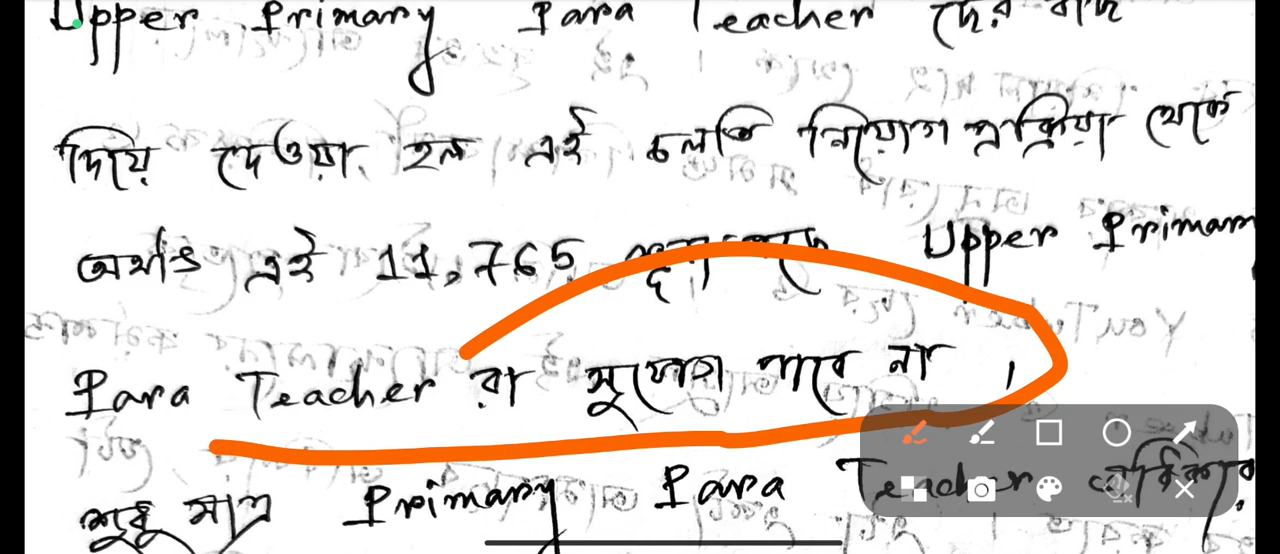 Upper Primary Para Teacher দের বাদ
দিয়ে দেওয়া হল এই চলতি নিয়োগ প্রক্রিয়া থেকে
অর্থাৎ এই 11,765 শূন্যপদে Upper Primary
Para Teacher রা সুযোগ পাবে না ।
শুধু মাত্র Primary Para Teacher